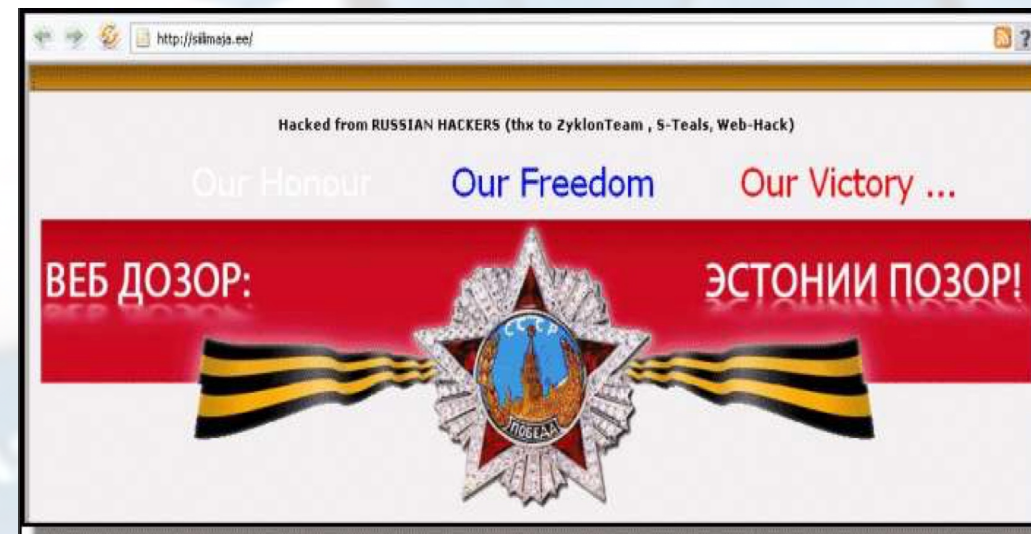 http://silimaja.ee/
?
Hacked from RUSSIAN HACKERS (thx to ZyklonTeam , S-Teals, Web-Hack)
Our Honour Our Freedom Our Victory ...
ВЕБ ДОЗОР: ЭСТОНИИ ПОЗОР!
СССР
ПОБЕДА